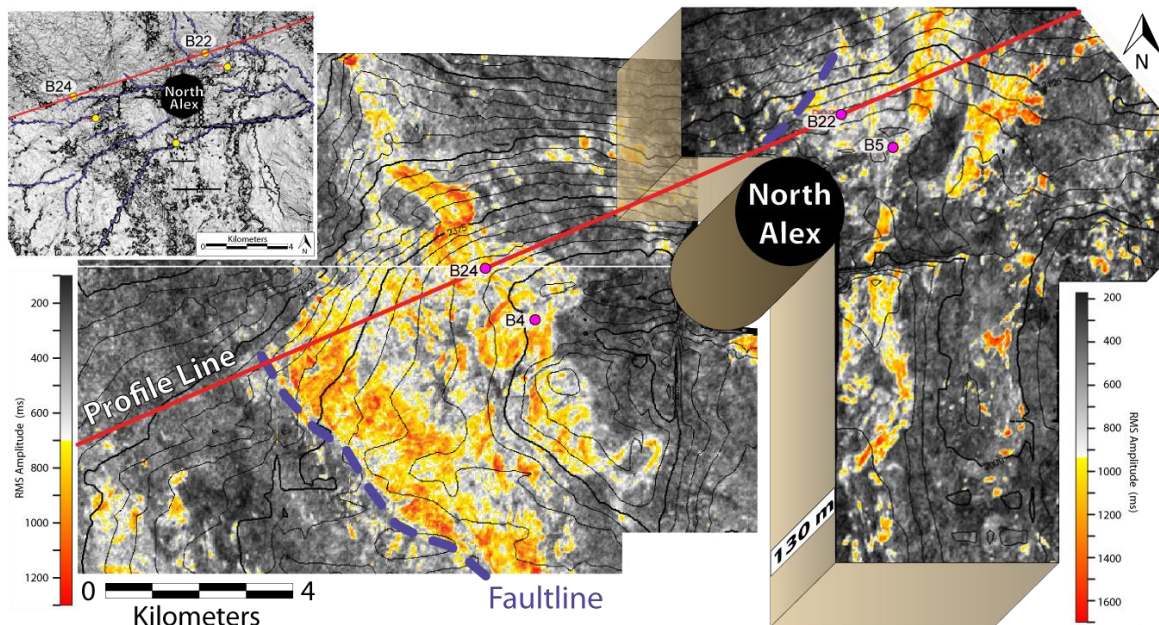 B22
B24
North
Alex
Kilometers
0
4
N
N
B22
B5
North
Alex
2175
B24
B4
Profile Line
200
400
600
800
1000
1200
RMS Amplitude (ms)
0
4
Kilometers
Faultline
130 m
200
400
600
800
1000
1200
1400
1600
RMS Amplitude (ms)